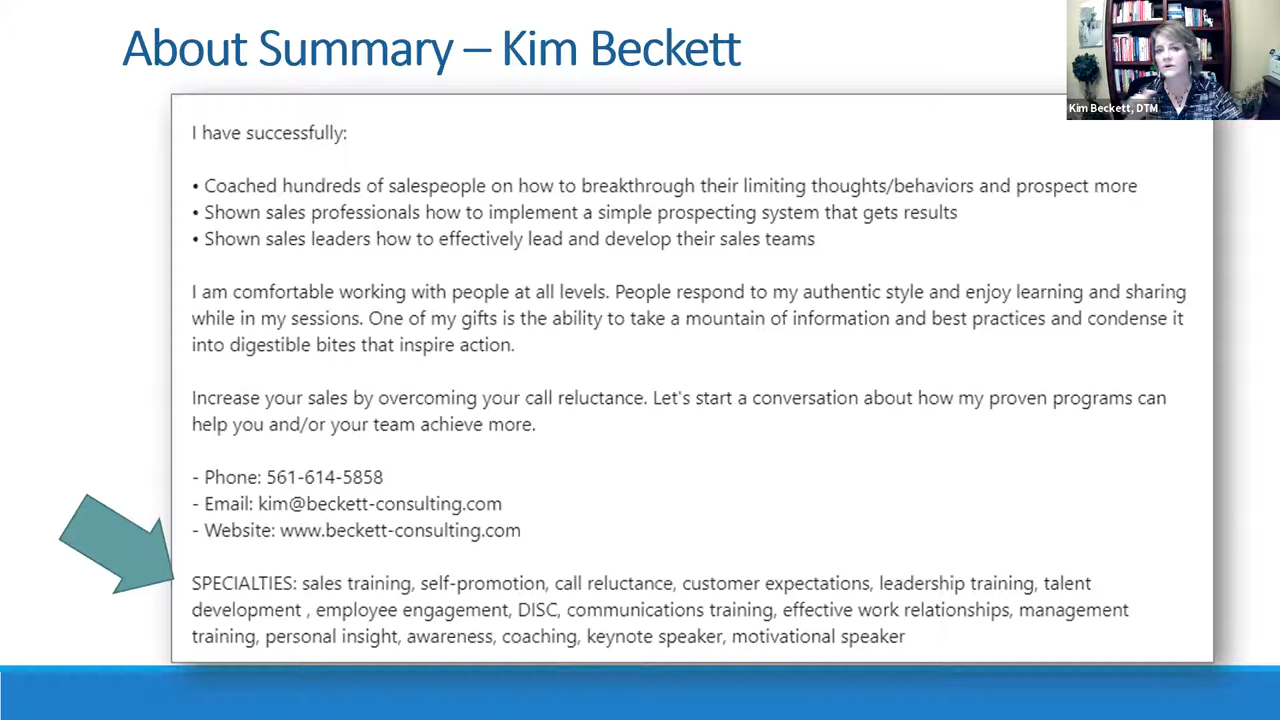 About Summary – Kim Beckett
Kim Beckett, DTM
I have successfully:
• Coached hundreds of salespeople on how to breakthrough their limiting thoughts/behaviors and prospect more
• Shown sales professionals how to implement a simple prospecting system that gets results
• Shown sales leaders how to effectively lead and develop their sales teams
I am comfortable working with people at all levels. People respond to my authentic style and enjoy learning and sharing
while in my sessions. One of my gifts is the ability to take a mountain of information and best practices and condense it
into digestible bites that inspire action.
Increase your sales by overcoming your call reluctance. Let's start a conversation about how my proven programs can
help you and/or your team achieve more.
- Phone: 561-614-5858
- Email: kim@beckett-consulting.com
- Website: www.beckett-consulting.com
SPECIALTIES: sales training, self-promotion, call reluctance, customer expectations, leadership training, talent
development , employee engagement, DISC, communications training, effective work relationships, management
training, personal insight, awareness, coaching, keynote speaker, motivational speaker